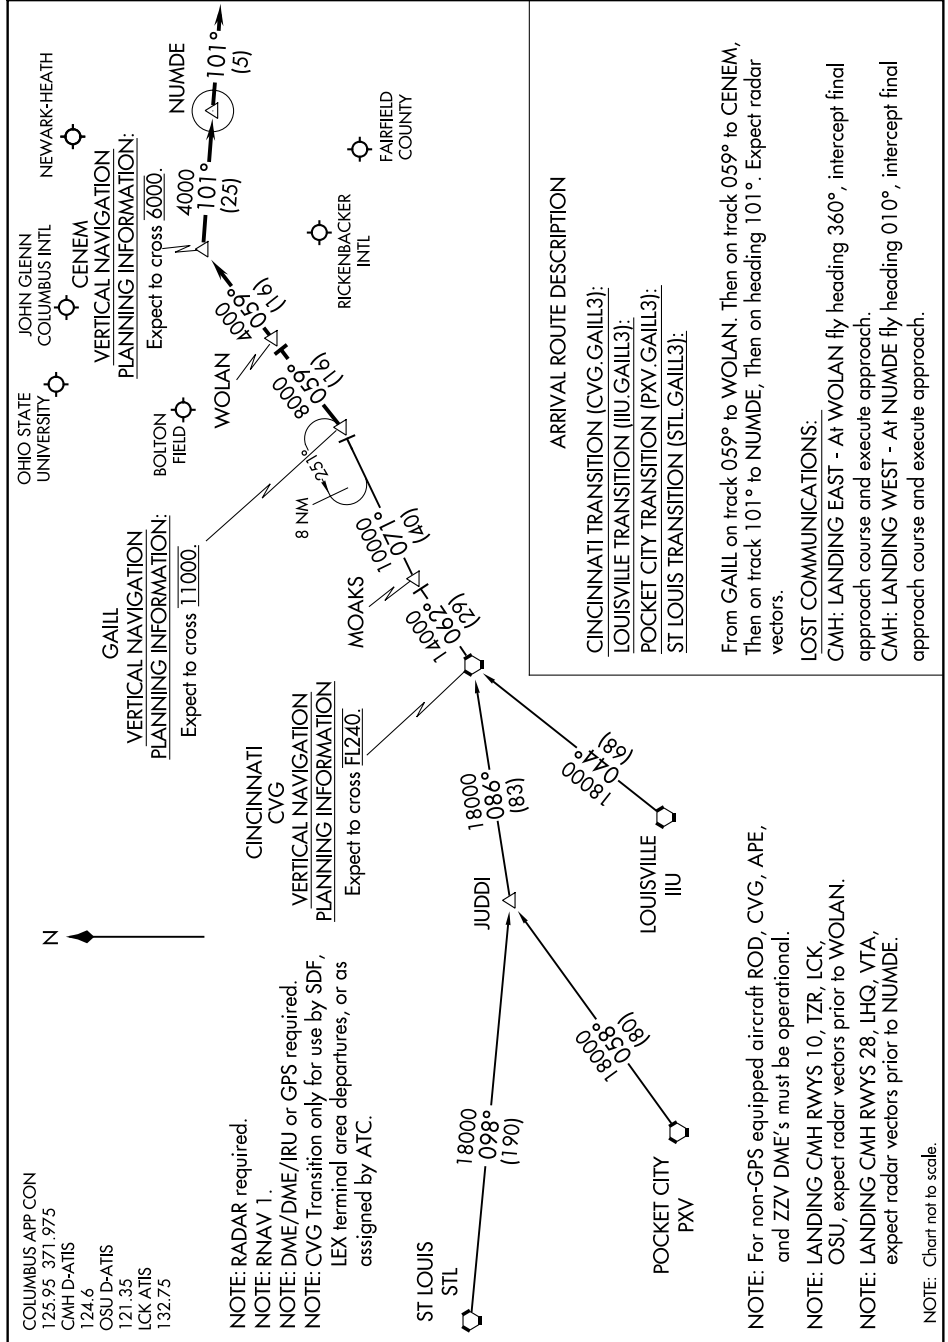 COLUMBUS APP CON
125.95 371.975
CMH D-ATIS
124.6
OSU D-ATIS
121.35
LCK ATIS
132.75
N
NOTE: RADAR required.
NOTE: RNAV 1.
NOTE: DME/DME/IRU or GPS required.
NOTE: CVG Transition only for use by SDF,
LEX terminal area departures, or as
assigned by ATC.
ST LOUIS
STL
18000
098°
(190)
POCKET CITY
PXV
18000
058°
(80)
JUDDI
18000
086°
(83)
LOUISVILLE
IIU
18000
044°
(68)
CINCINNATI
CVG
VERTICAL NAVIGATION
PLANNING INFORMATION
Expect to cross FL240.
14000
062°
(29)
MOAKS
10000
071°
(40)
8 NM
251°
GAILL
VERTICAL NAVIGATION
PLANNING INFORMATION:
Expect to cross 11000.
8000
059°
(16)
WOLAN
4000
059°
(16)
OHIO STATE
UNIVERSITY
BOLTON
FIELD
JOHN GLENN
COLUMBUS INTL
CENEM
VERTICAL NAVIGATION
PLANNING INFORMATION:
Expect to cross 6000.
NEWARK-HEATH
4000
101°
(25)
NUMDE
101°
(5)
RICKENBACKER
INTL
FAIRFIELD
COUNTY
NOTE: For non-GPS equipped aircraft ROD, CVG, APE,
and ZZV DME's must be operational.
NOTE: LANDING CMH RWYS 10, TZR, LCK,
OSU, expect radar vectors prior to WOLAN.
NOTE: LANDING CMH RWYS 28, LHQ, VTA,
expect radar vectors prior to NUMDE.
NOTE: Chart not to scale.
ARRIVAL ROUTE DESCRIPTION
CINCINNATI TRANSITION (CVG.GAILL3):
LOUISVILLE TRANSITION (IIU.GAILL3):
POCKET CITY TRANSITION (PXV.GAILL3):
ST LOUIS TRANSITION (STL.GAILL3):
From GAILL on track 059° to WOLAN. Then on track 059° to CENEM,
Then on track 101° to NUMDE, Then on heading 101°. Expect radar
vectors.
LOST COMMUNICATIONS:
CMH: LANDING EAST - At WOLAN fly heading 360°, intercept final
approach course and execute approach.
CMH: LANDING WEST - At NUMDE fly heading 010°, intercept final
approach course and execute approach.